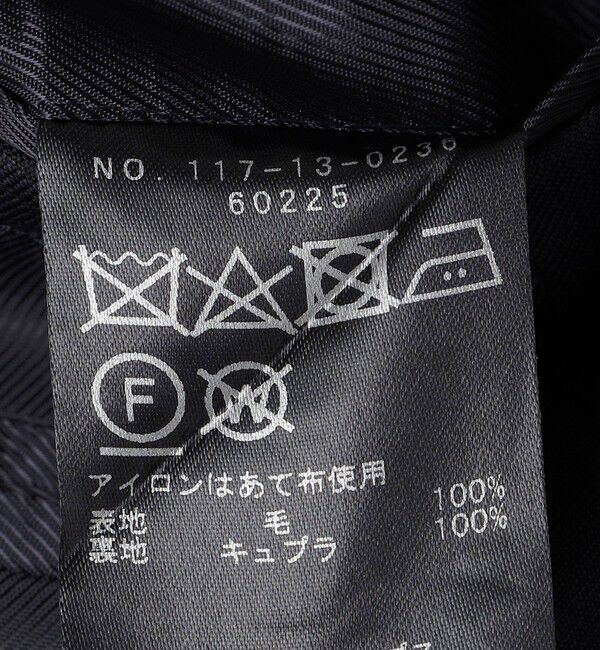 NO. 117-13-0236
60225
F W
アイロンはあて布使用
表地 毛 100%
裏地 キュプラ 100%